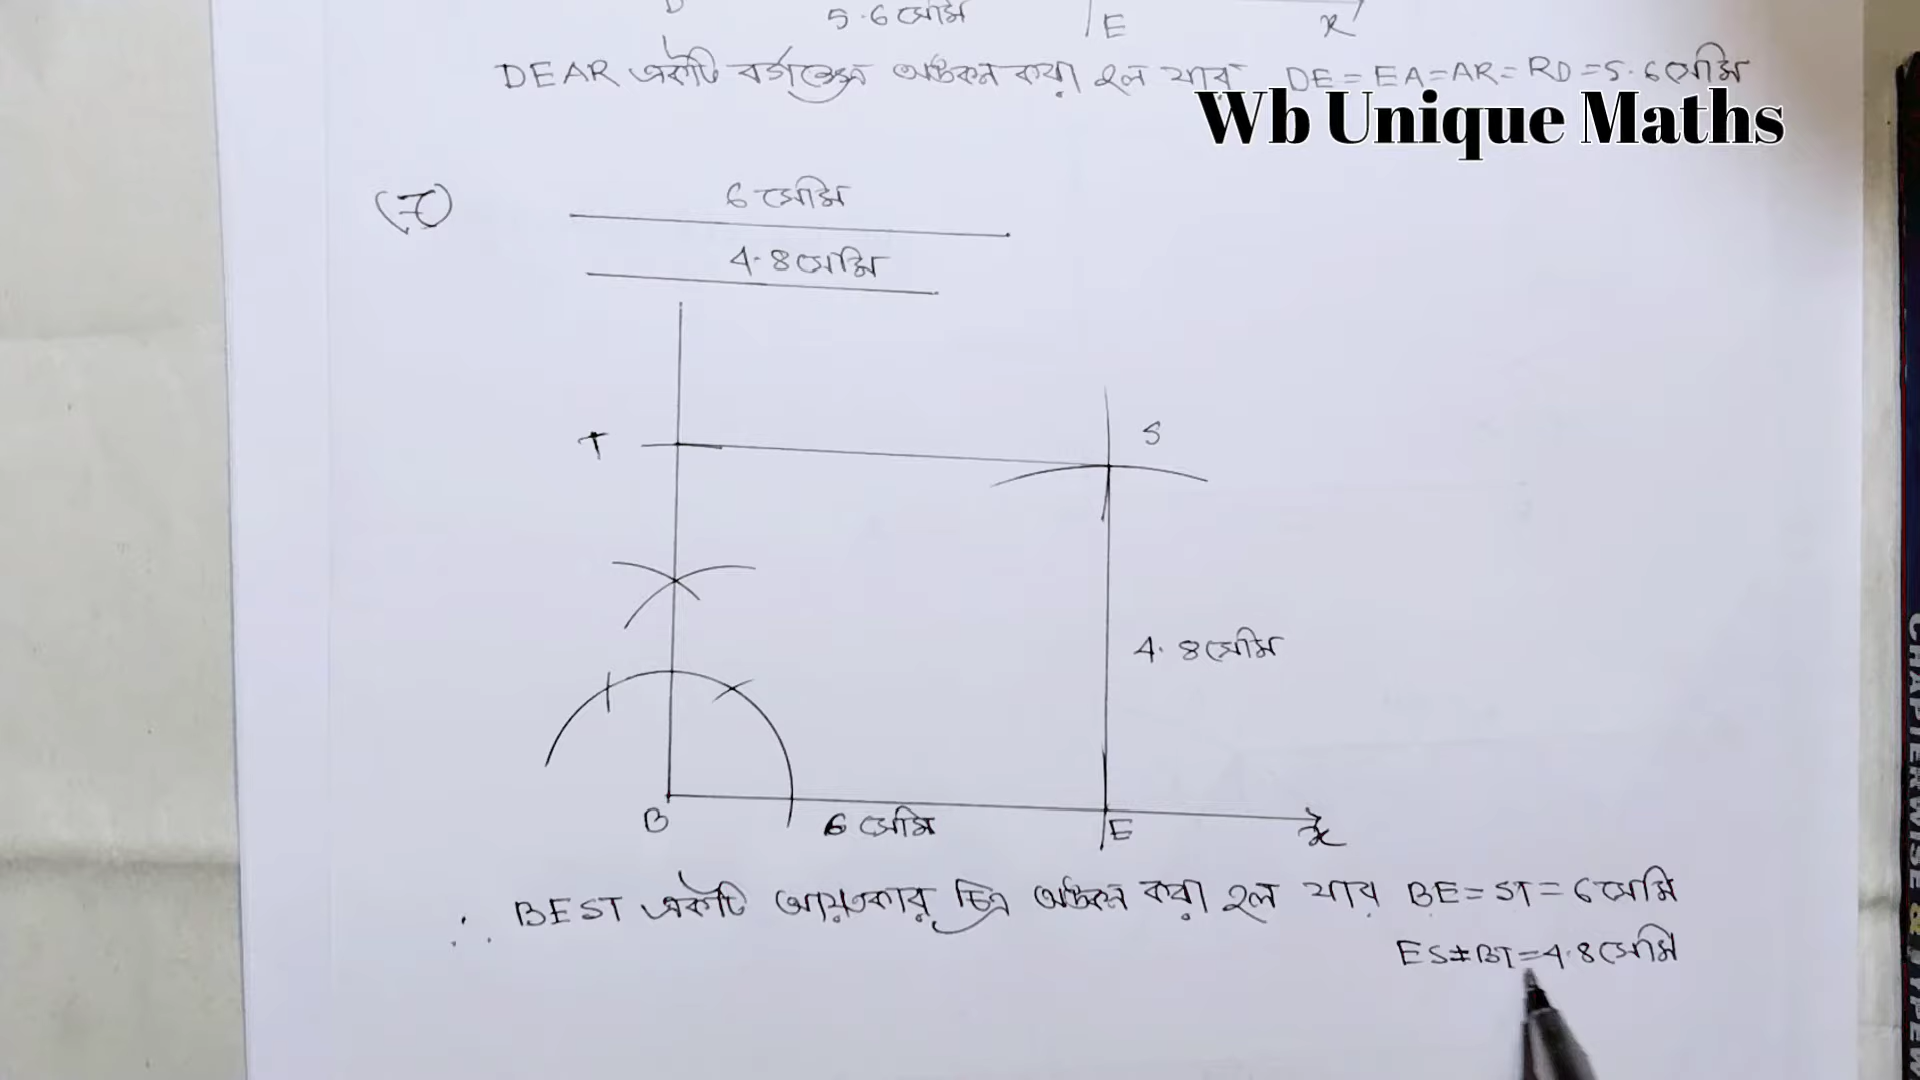 5.6 সেমি E X
DEAR একটি বর্গক্ষেত্র অঙ্কন করা হল যার DE = EA = AR = RD = 5.6 সেমি
Wb Unique Maths
6 সেমি
4.8 সেমি
T S
4.8 সেমি
B 6 সেমি E X
∴ BEST একটি আয়তকার চিত্র অঙ্কন করা হল যার BE = ST = 6 সেমি
ES = BT = 4.8 সেমি
CHAPTERWISE &